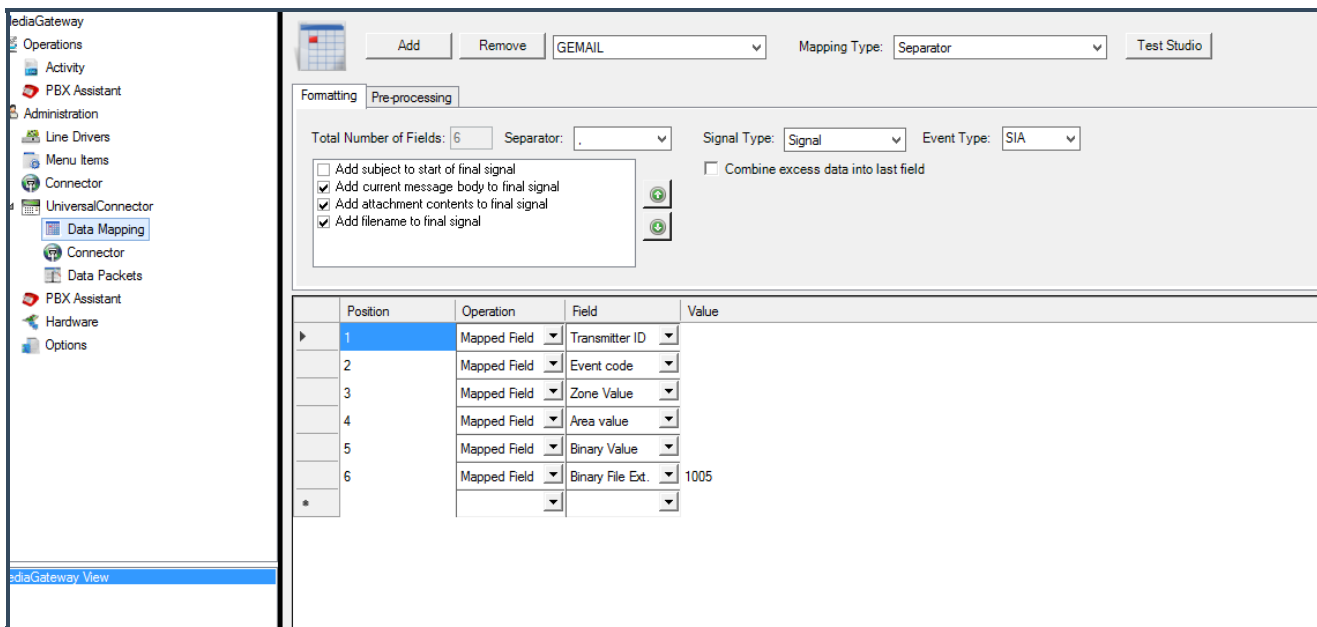 lediaGateway
Operations
Activity
PBX Assistant
Administration
Line Drivers
Menu Items
Connector
UniversalConnector
Data Mapping
Connector
Data Packets
PBX Assistant
Hardware
Options
ediaGateway View
Add Remove GEMAIL Mapping Type: Separator Test Studio
Formatting Pre-processing
Total Number of Fields: 6 Separator: , Signal Type: Signal Event Type: SIA
Add subject to start of final signal
Add current message body to final signal
Add attachment contents to final signal
Add filename to final signal
Combine excess data into last field
Position Operation Field Value
1 Mapped Field Transmitter ID
2 Mapped Field Event code
3 Mapped Field Zone Value
4 Mapped Field Area value
5 Mapped Field Binary Value
6 Mapped Field Binary File Ext. 1005
*